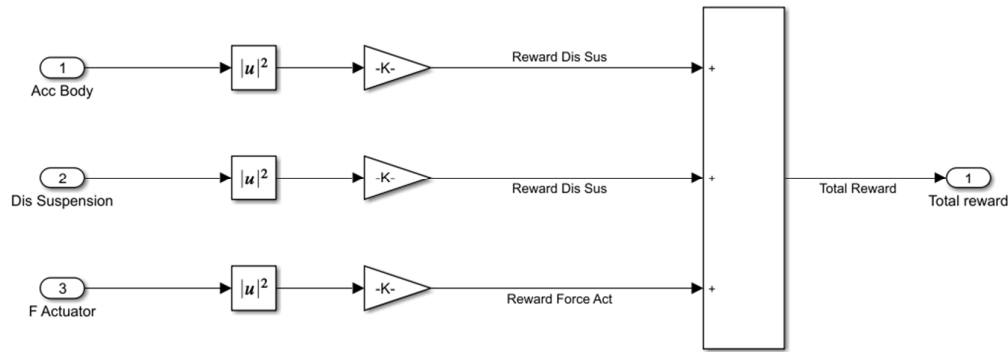 1
Acc Body
|u|²
-K-
Reward Dis Sus
+
2
Dis Suspension
|u|²
-K-
Reward Dis Sus
+
Total Reward
1
Total reward
3
F Actuator
|u|²
-K-
Reward Force Act
+